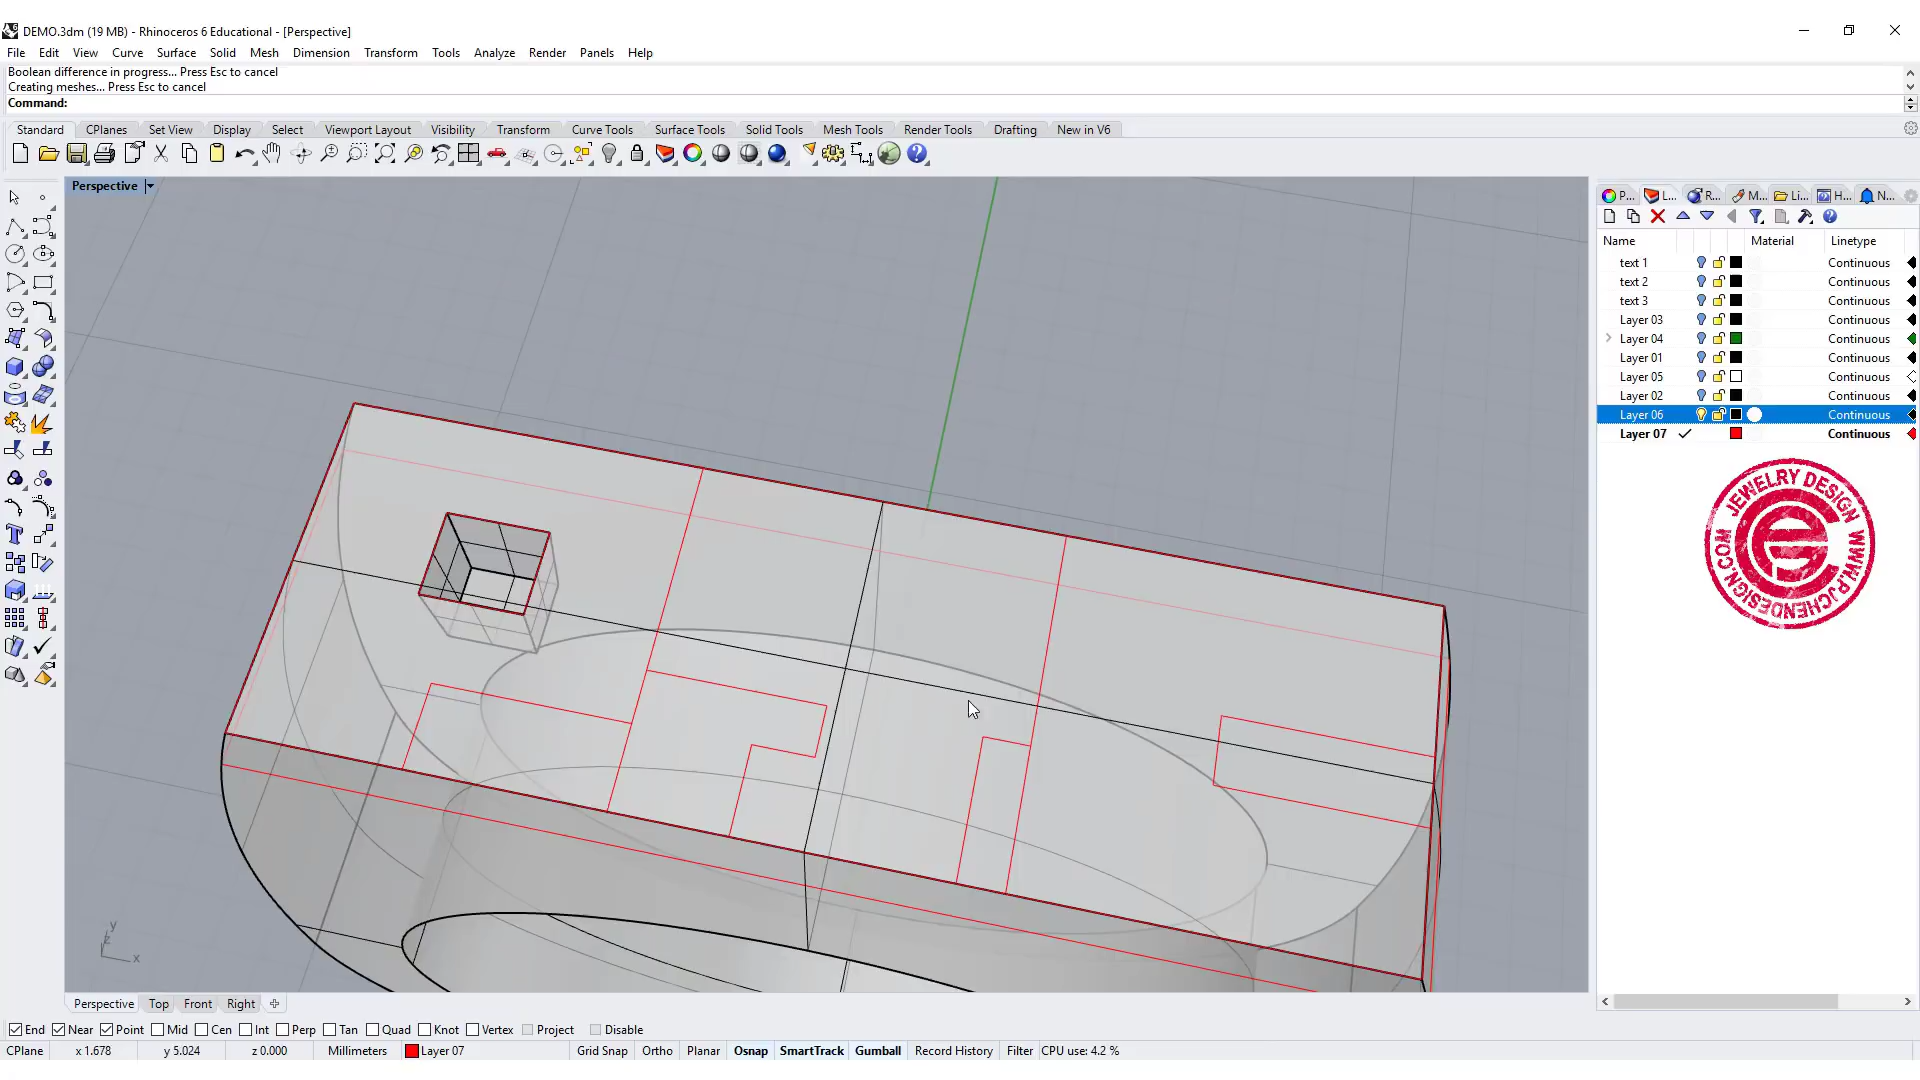 DEMO.3dm (19 MB) - Rhinoceros 6 Educational - [Perspective]
File Edit View Curve Surface Solid Mesh Dimension Transform Tools Analyze Render Panels Help
Boolean difference in progress... Press Esc to cancel
Creating meshes... Press Esc to cancel
Command:
Standard CPlanes Set View Display Select Viewport Layout Visibility Transform Curve Tools Surface Tools Solid Tools Mesh Tools Render Tools Drafting New in V6
Perspective
P... L... R... M... Li... H... N...
Name Material Linetype
text 1 Continuous
text 2 Continuous
text 3 Continuous
Layer 03 Continuous
Layer 04 Continuous
Layer 01 Continuous
Layer 05 Continuous
Layer 02 Continuous
Layer 06 Continuous
Layer 07 Continuous
JEWELRY DESIGN WWW.PJCHENDESIGN.COM
y
z
x
Perspective Top Front Right
End Near Point Mid Cen Int Perp Tan Quad Knot Vertex Project Disable
CPlane x 1.678 y 5.024 z 0.000 Millimeters Layer 07 Grid Snap Ortho Planar Osnap SmartTrack Gumball Record History Filter CPU use: 4.2 %